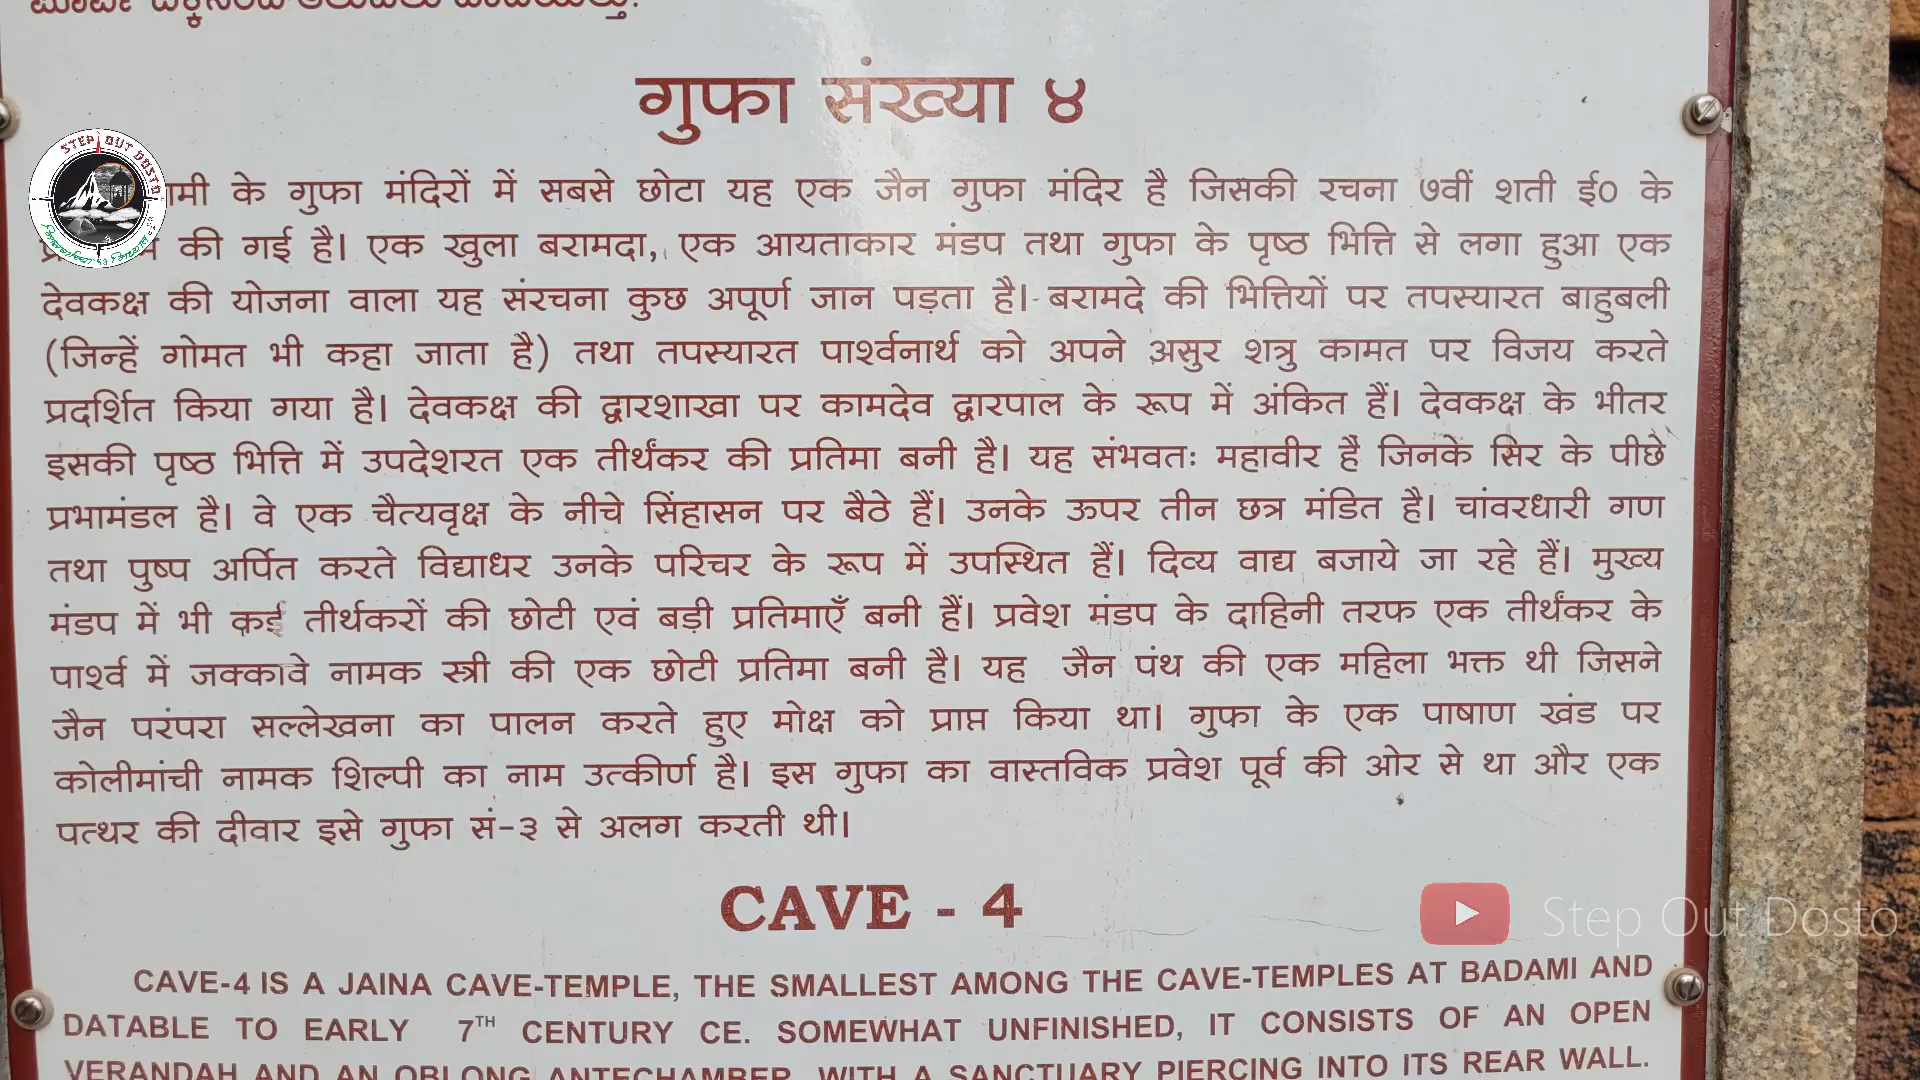 गुफा संख्या ४
STEP OUT DOSTO
के गुफा मंदिरों में सबसे छोटा यह एक जैन गुफा मंदिर है जिसकी रचना ७वीं शती ई० के
की गई है। एक खुला बरामदा, एक आयताकार मंडप तथा गुफा के पृष्ठ भित्ति से लगा हुआ एक
देवकक्ष की योजना वाला यह संरचना कुछ अपूर्ण जान पड़ता है। बरामदे की भित्तियों पर तपस्यारत बाहुबली
(जिन्हें गोमत भी कहा जाता है) तथा तपस्यारत पार्श्वनार्थ को अपने असुर शत्रु कामत पर विजय करते
प्रदर्शित किया गया है। देवकक्ष की द्वारशाखा पर कामदेव द्वारपाल के रूप में अंकित हैं। देवकक्ष के भीतर
इसकी पृष्ठ भित्ति में उपदेशरत एक तीर्थंकर की प्रतिमा बनी है। यह संभवतः महावीर हैं जिनके सिर के पीछे
प्रभामंडल है। वे एक चैत्यवृक्ष के नीचे सिंहासन पर बैठे हैं। उनके ऊपर तीन छत्र मंडित है। चांवरधारी गण
तथा पुष्प अर्पित करते विद्याधर उनके परिचर के रूप में उपस्थित हैं। दिव्य वाद्य बजाये जा रहे हैं। मुख्य
मंडप में भी कई तीर्थकरों की छोटी एवं बड़ी प्रतिमाएँ बनी हैं। प्रवेश मंडप के दाहिनी तरफ एक तीर्थंकर के
पार्श्व में जक्कावे नामक स्त्री की एक छोटी प्रतिमा बनी है। यह जैन पंथ की एक महिला भक्त थी जिसने
जैन परंपरा सल्लेखना का पालन करते हुए मोक्ष को प्राप्त किया था। गुफा के एक पाषाण खंड पर
कोलीमांची नामक शिल्पी का नाम उत्कीर्ण है। इस गुफा का वास्तविक प्रवेश पूर्व की ओर से था और एक
पत्थर की दीवार इसे गुफा सं-३ से अलग करती थी।
CAVE - 4
Step Out Dosto
CAVE-4 IS A JAINA CAVE-TEMPLE, THE SMALLEST AMONG THE CAVE-TEMPLES AT BADAMI AND
DATABLE TO EARLY 7TH CENTURY CE. SOMEWHAT UNFINISHED, IT CONSISTS OF AN OPEN
VERANDAH AND AN OBLONG ANTECHAMBER, WITH A SANCTUARY PIERCING INTO ITS REAR WALL.